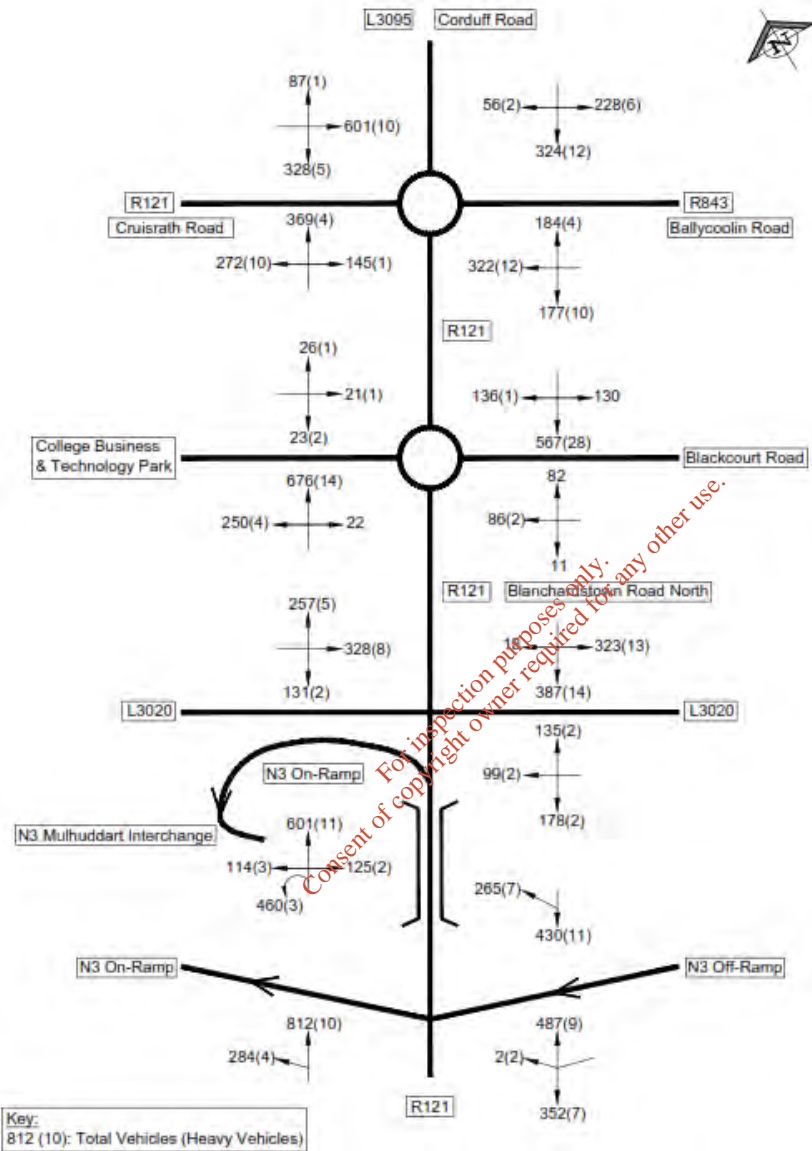 L3095 Corduff Road
N
87(1)
601(10)
328(5)
56(2) 228(6)
324(12)
R121
Cruisrath Road
R843
Ballycoolin Road
369(4)
272(10) 145(1)
184(4)
322(12)
177(10)
R121
26(1)
21(1)
23(2)
136(1) 130
567(28)
College Business
& Technology Park
Blackcourt Road
676(14)
250(4) 22
82
86(2)
11
R121 Blanchardstown Road North
257(5)
328(8)
131(2)
323(13)
387(14)
L3020
L3020
135(2)
99(2)
178(2)
N3 On-Ramp
N3 Mulhuddart Interchange
601(11)
114(3) 125(2)
460(3)
265(7)
430(11)
N3 On-Ramp
N3 Off-Ramp
812(10)
284(4)
487(9)
2(2)
352(7)
R121
Key:
812 (10): Total Vehicles (Heavy Vehicles)
For inspection purposes only.
Consent of copyright owner required for any other use.